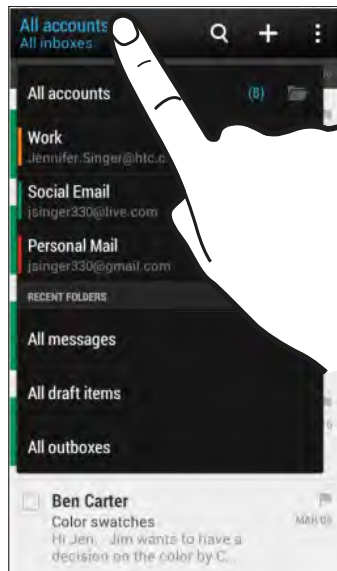 All accounts
All inboxes
All accounts (8)
Work
Jennifer.Singer@htc.c
Social Email
jsinger330@live.com
Personal Mail
jsinger330@gmail.com
RECENT FOLDERS
All messages
All draft items
All outboxes
Ben Carter
Color swatches MAR 09
Hi Jen, Jim wants to have a
decision on the color by C...